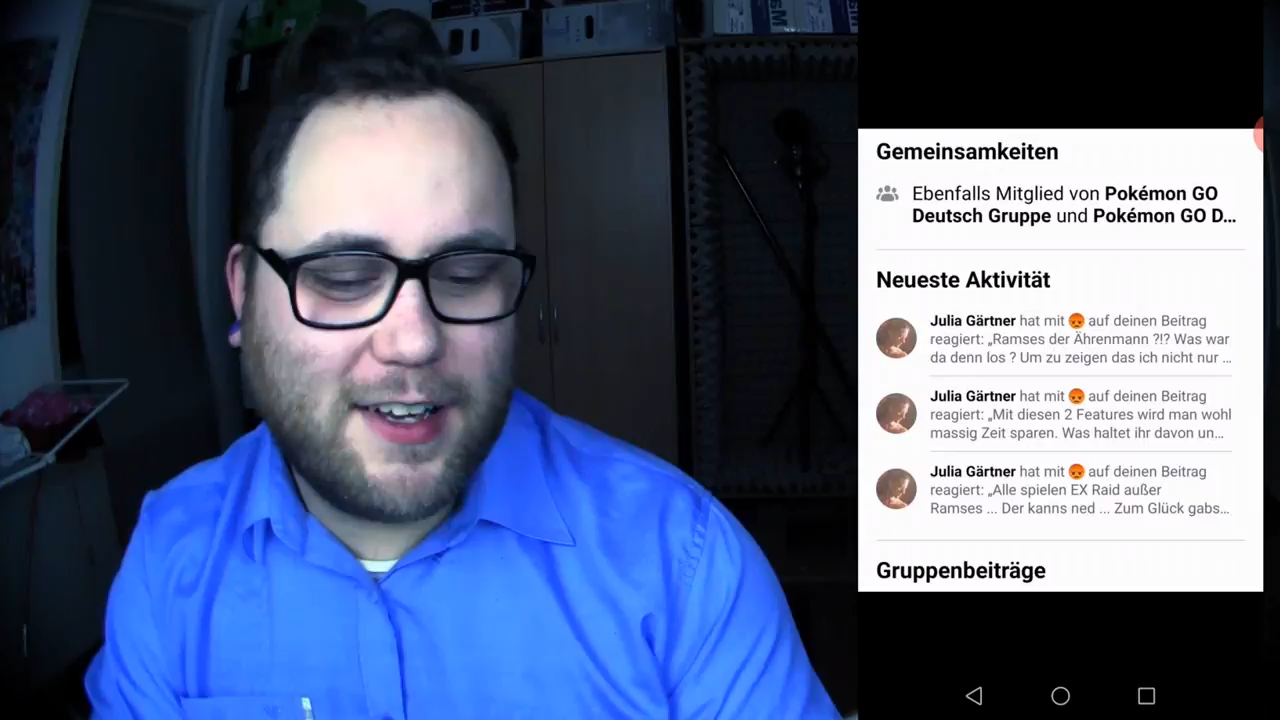 Gemeinsamkeiten
Ebenfalls Mitglied von Pokémon GO
Deutsch Gruppe und Pokémon GO D...
Neueste Aktivität
Julia Gärtner hat mit 😡 auf deinen Beitrag
reagiert: „Ramses der Ährenmann ?!? Was war
da denn los ? Um zu zeigen das ich nicht nur ...
Julia Gärtner hat mit 😡 auf deinen Beitrag
reagiert: „Mit diesen 2 Features wird man wohl
massig Zeit sparen. Was haltet ihr davon un...
Julia Gärtner hat mit 😡 auf deinen Beitrag
reagiert: „Alle spielen EX Raid außer
Ramses ... Der kanns ned ... Zum Glück gabs...
Gruppenbeiträge